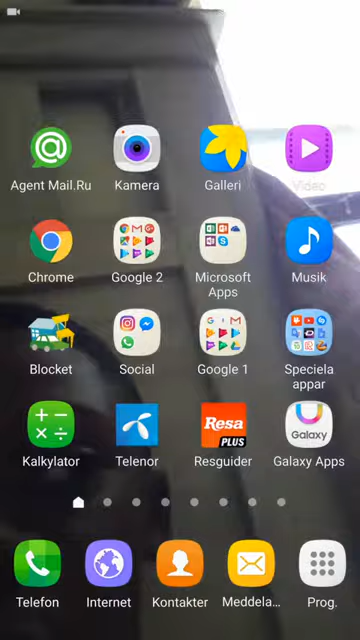 Agent Mail.Ru
Kamera
Galleri
Video
Chrome
Google 2
Microsoft
Apps
Musik
Blocket
Social
Google 1
Speciela
appar
Resa
PLUS
Galaxy
Kalkylator
Telenor
Resguider
Galaxy Apps
Telefon
Internet
Kontakter
Meddela...
Prog.